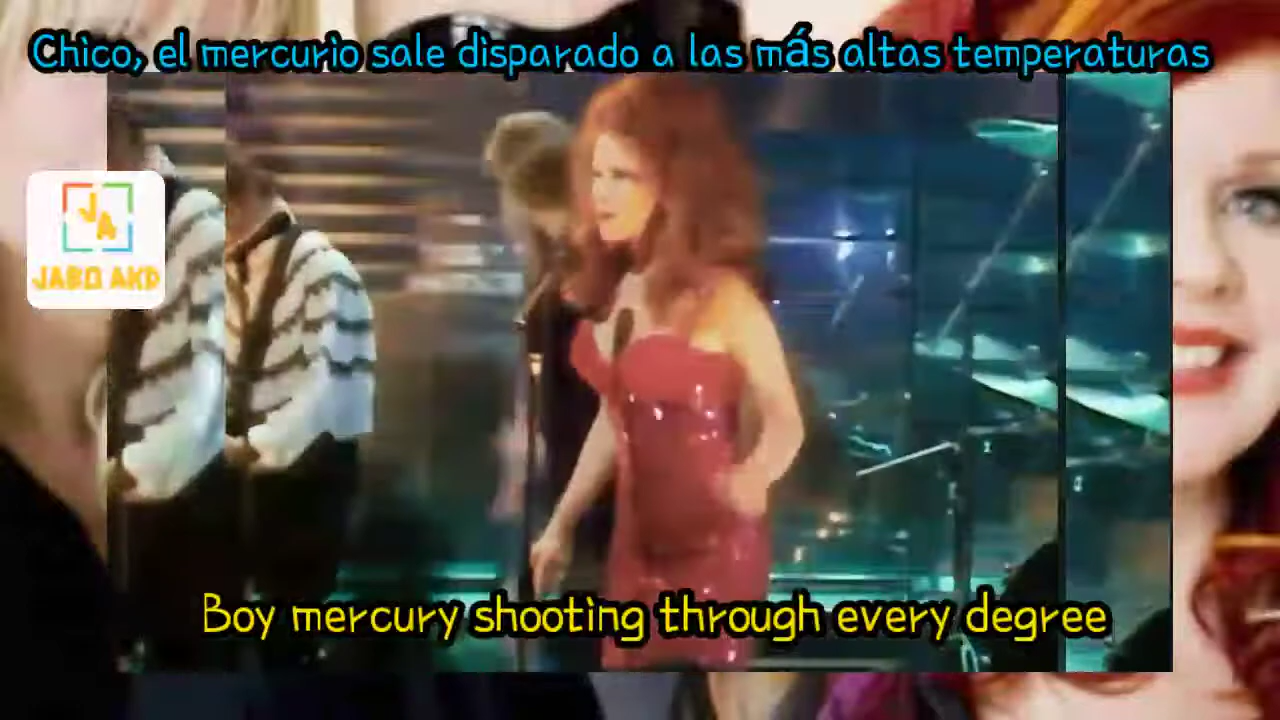 Chico, el mercurio sale disparado a las más altas temperaturas
JA
JABO AKD
Boy mercury shooting through every degree